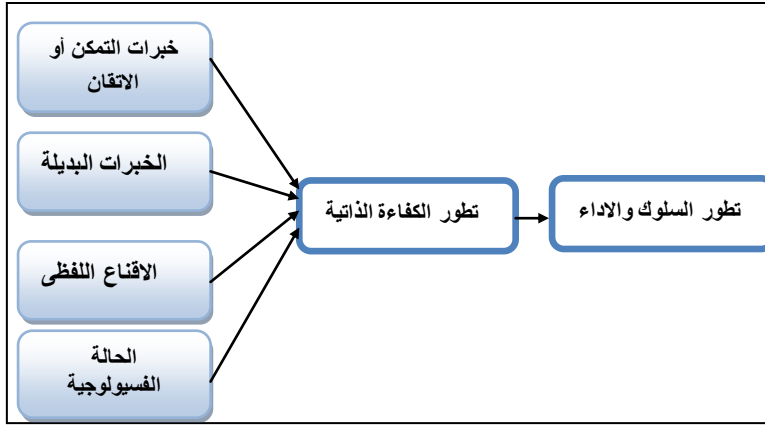 خبرات التمكن أو
الاتقان
الخبرات البديلة
الاقناع اللفظى
الحالة
الفسيولوجية
تطور الكفاءة الذاتية
تطور السلوك والاداء